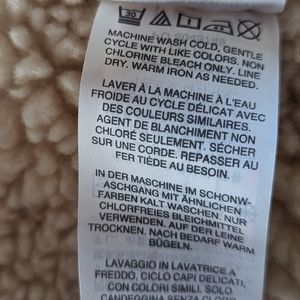 30
MACHINE WASH COLD, GENTLE
CYCLE WITH LIKE COLORS. NON
CHLORINE BLEACH ONLY. LINE
DRY. WARM IRON AS NEEDED.
LAVER À LA MACHINE À L'EAU
FROIDE AU CYCLE DÉLICAT AVEC
DES COULEURS SIMILAIRES.
AGENT DE BLANCHIMENT NON
CHLORÉ SEULEMENT. SÉCHER
SUR UNE CORDE. REPASSER AU
FER TIÈDE AU BESOIN.
IN DER MASCHINE IM SCHONW-
ASCHGANG MIT ÄHNLICHEN
FARBEN KALT WASCHEN. NUR
CHLORFREIES BLEICHMITTEL
VERWENDEN. AUF DER LEINE
TROCKNEN. NACH BEDARF WARM
BÜGELN.
LAVAGGIO IN LAVATRICE A
FREDDO, CICLO CAPI DELICATI,
CON COLORI SIMILI. SOLO
CANDEGGINA SENZA CLORO